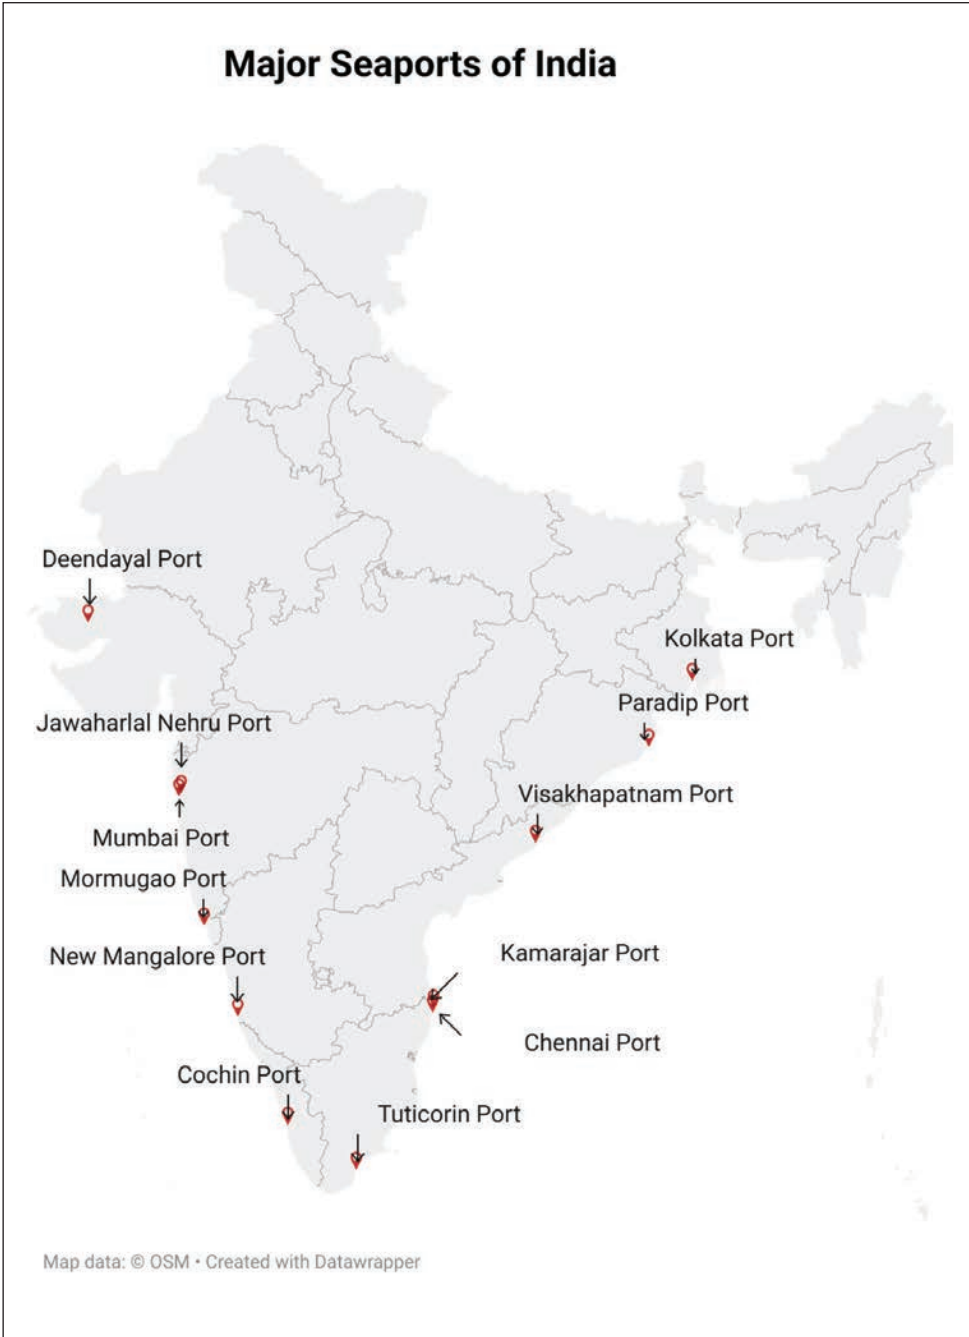 Major Seaports of India
Deendayal Port
Kolkata Port
Paradip Port
Jawaharlal Nehru Port
Visakhapatnam Port
Mumbai Port
Mormugao Port
Kamarajar Port
New Mangalore Port
Chennai Port
Cochin Port
Tuticorin Port
Map data: © OSM • Created with Datawrapper